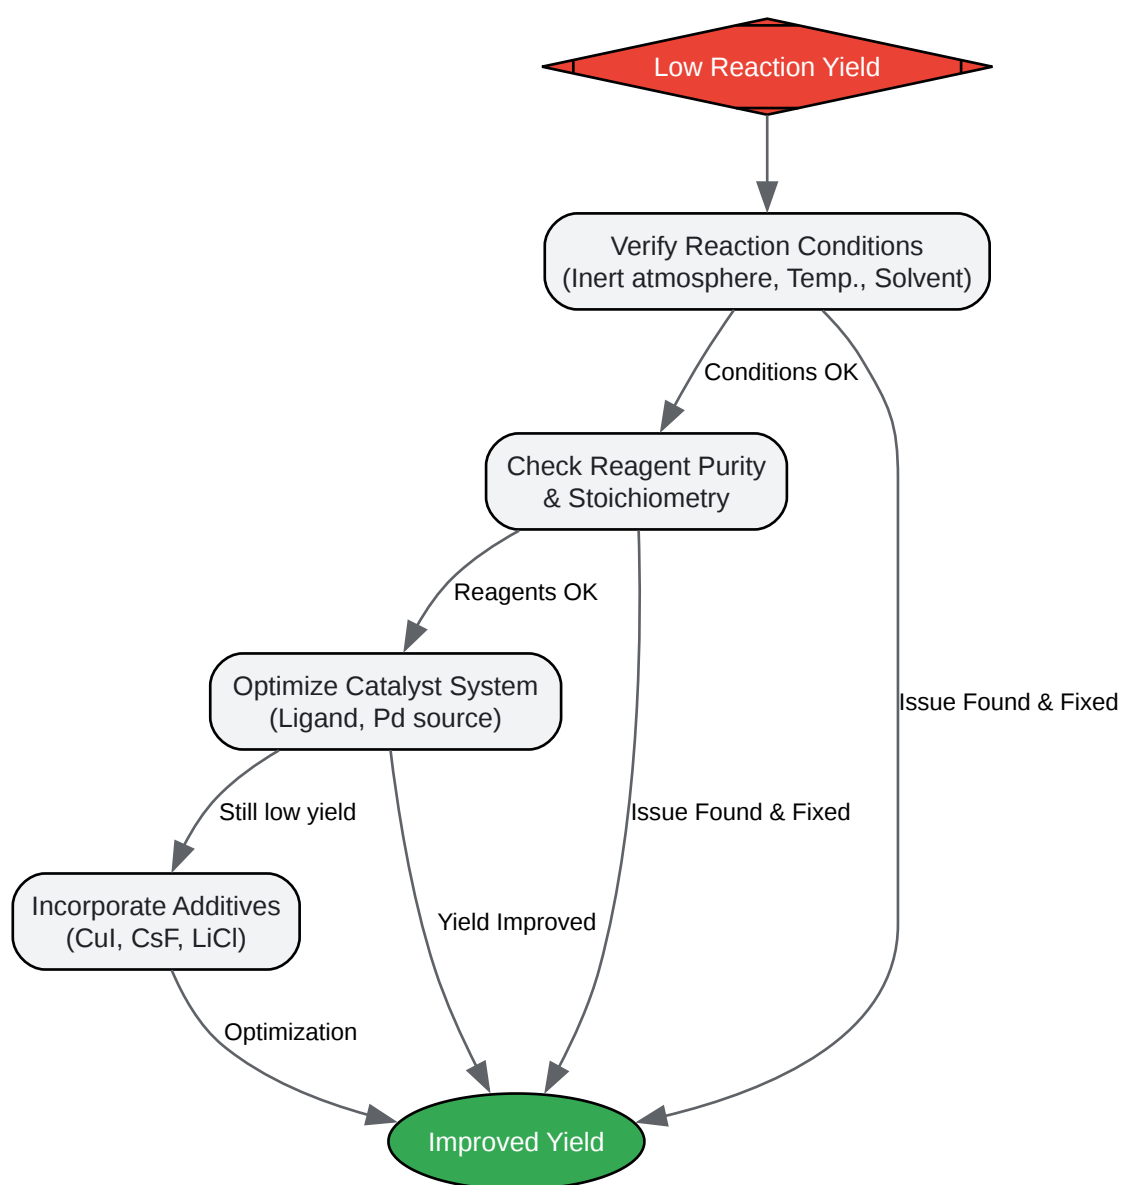 Low Reaction Yield
Verify Reaction Conditions
(Inert atmosphere, Temp., Solvent)
Conditions OK
Check Reagent Purity
& Stoichiometry
Reagents OK
Optimize Catalyst System
(Ligand, Pd source)
Issue Found & Fixed
Still low yield
Issue Found & Fixed
Incorporate Additives
(CuI, CsF, LiCl)
Yield Improved
Optimization
Improved Yield